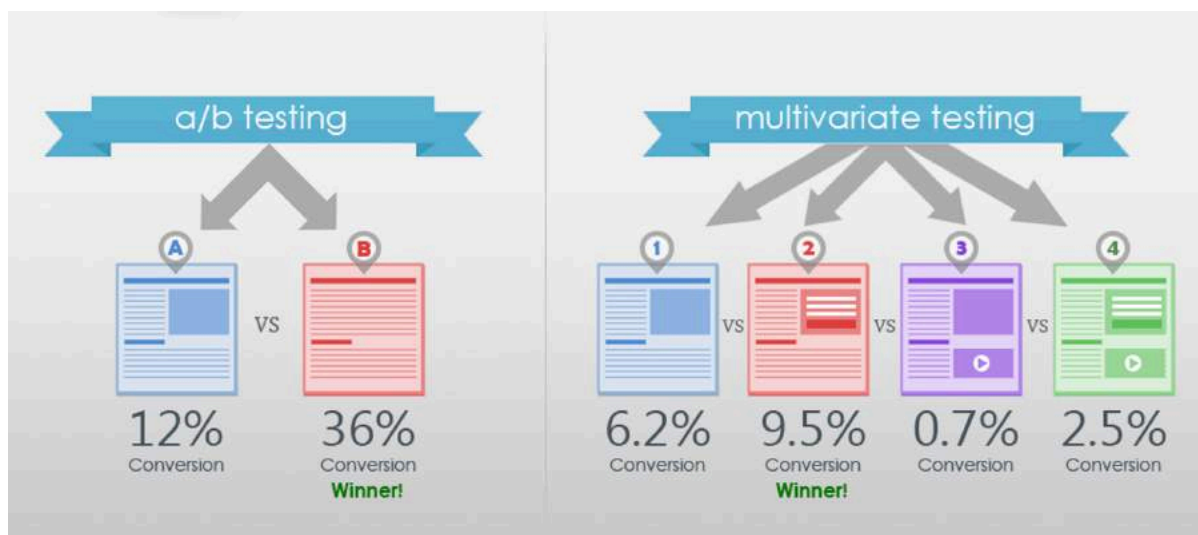 a/b testing
A
B
VS
12%
Conversion
36%
Conversion
Winner!
multivariate testing
1
2
3
4
VS
VS
VS
6.2%
Conversion
9.5%
Conversion
Winner!
0.7%
Conversion
2.5%
Conversion